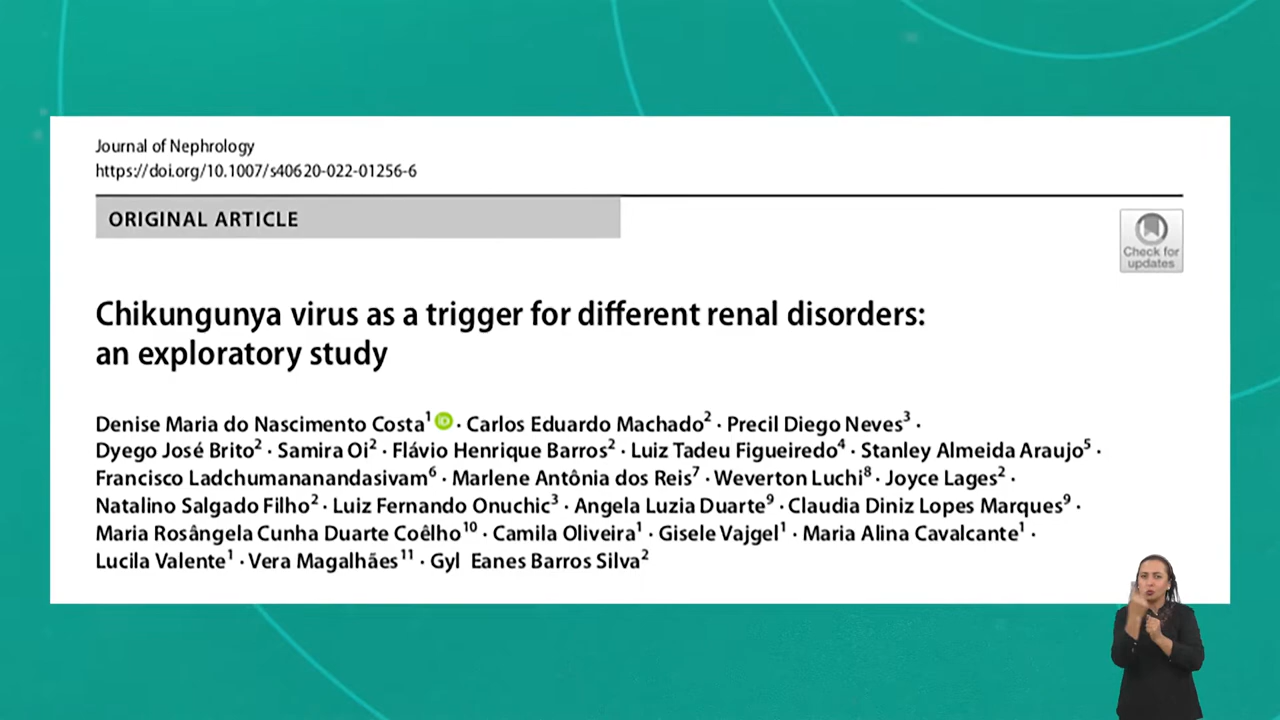 Journal of Nephrology
https://doi.org/10.1007/s40620-022-01256-6
ORIGINAL ARTICLE
Check for
updates
Chikungunya virus as a trigger for different renal disorders:
an exploratory study
Denise Maria do Nascimento Costa¹ iD · Carlos Eduardo Machado² · Precil Diego Neves³ ·
Dyego José Brito² · Samira Oi² · Flávio Henrique Barros² · Luiz Tadeu Figueiredo⁴ · Stanley Almeida Araujo⁵ ·
Francisco Ladchumananandasivam⁶ · Marlene Antônia dos Reis⁷ · Weverton Luchi⁸ · Joyce Lages² ·
Natalino Salgado Filho² · Luiz Fernando Onuchic³ · Angela Luzia Duarte⁹ · Claudia Diniz Lopes Marques⁹ ·
Maria Rosângela Cunha Duarte Coêlho¹⁰ · Camila Oliveira¹ · Gisele Vajgel¹ · Maria Alina Cavalcante¹ ·
Lucila Valente¹ · Vera Magalhães¹¹ · Gyl Eanes Barros Silva²